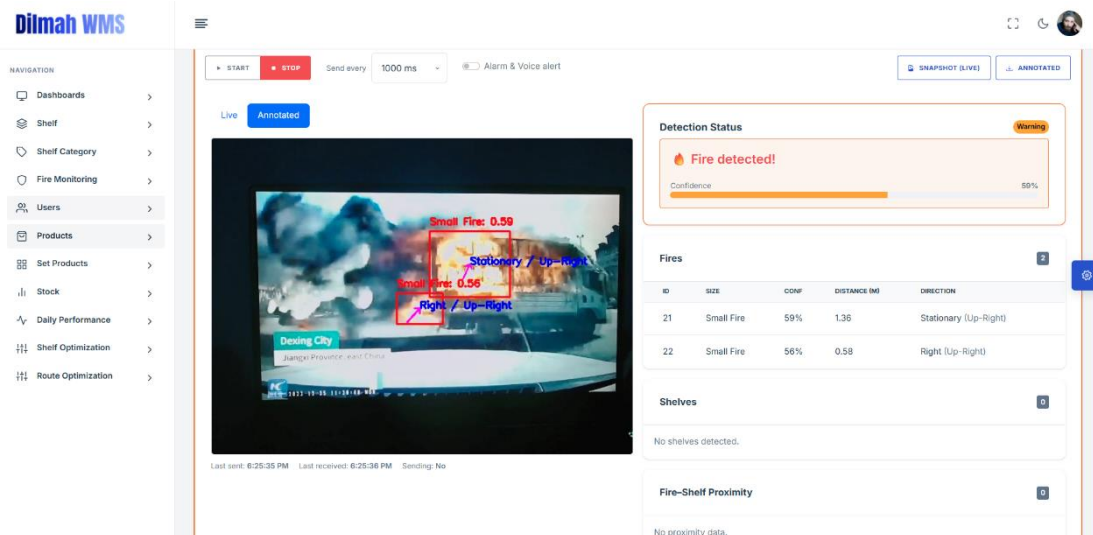 Dilmah WMS
NAVIGATION
Dashboards
Shelf
Shelf Category
Fire Monitoring
Users
Products
Set Products
Stock
Daily Performance
Shelf Optimization
Route Optimization
START
STOP
Send every
1000 ms
Alarm & Voice alert
SNAPSHOT (LIVE)
ANNOTATED
Live
Annotated
Small Fire: 0.59
Stationary / Up-Right
Small Fire: 0.56
Right / Up-Right
Dexing City
Jiangxi Province, east China
Last sent: 6:25:35 PM Last received: 6:25:36 PM Sending: No
Detection Status
Warning
Fire detected!
Confidence 59%
Fires 2
ID SIZE CONF DISTANCE (M) DIRECTION
21 Small Fire 59% 1.36 Stationary (Up-Right)
22 Small Fire 56% 0.58 Right (Up-Right)
Shelves 0
No shelves detected.
Fire–Shelf Proximity 0
No proximity data.